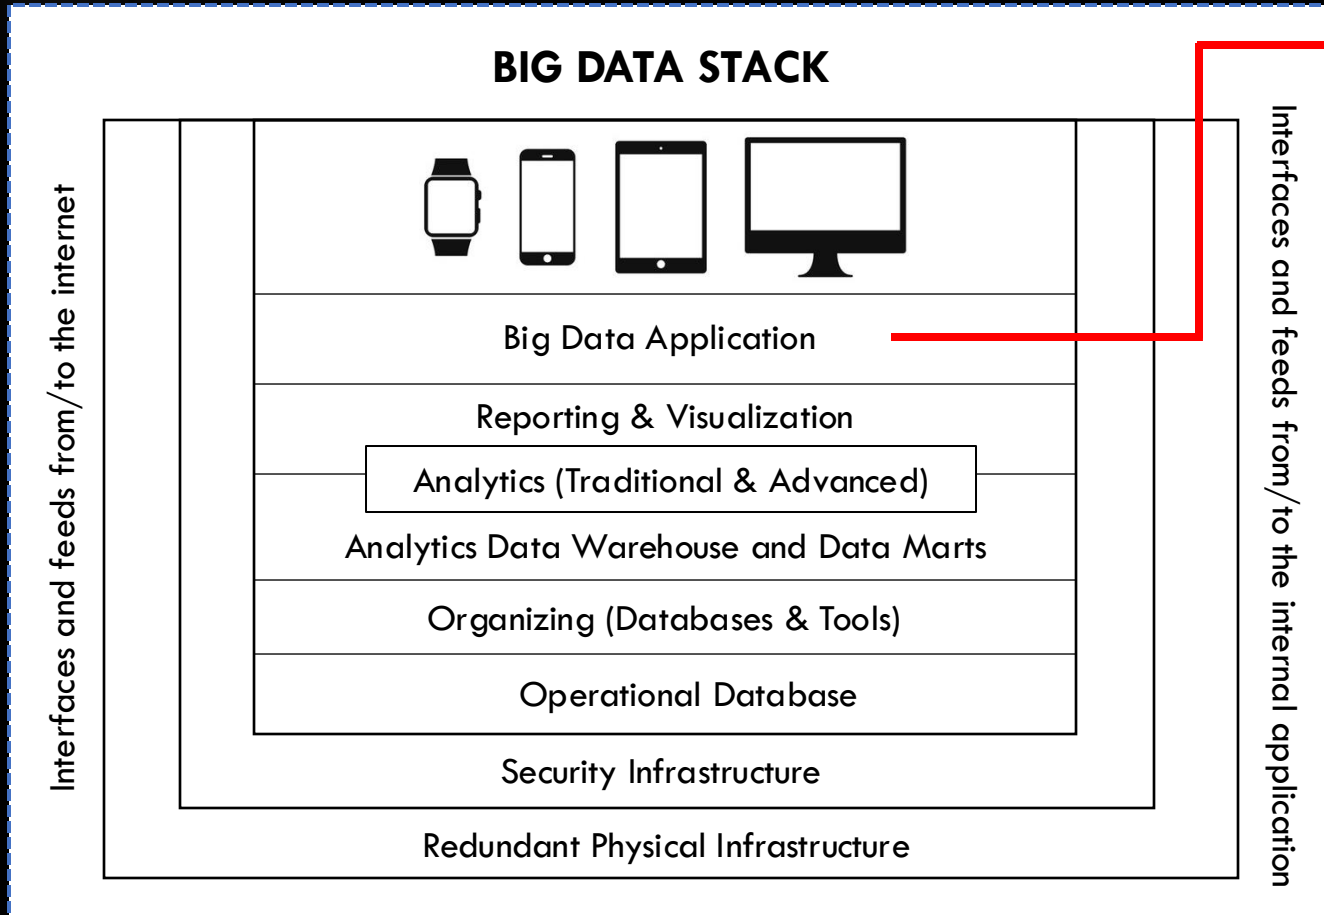 BIG DATA STACK
Interfaces and feeds from/to the internet
Big Data Application
Reporting & Visualization
Analytics (Traditional & Advanced)
Analytics Data Warehouse and Data Marts
Organizing (Databases & Tools)
Operational Database
Security Infrastructure
Redundant Physical Infrastructure
Interfaces and feeds from/to the internal application